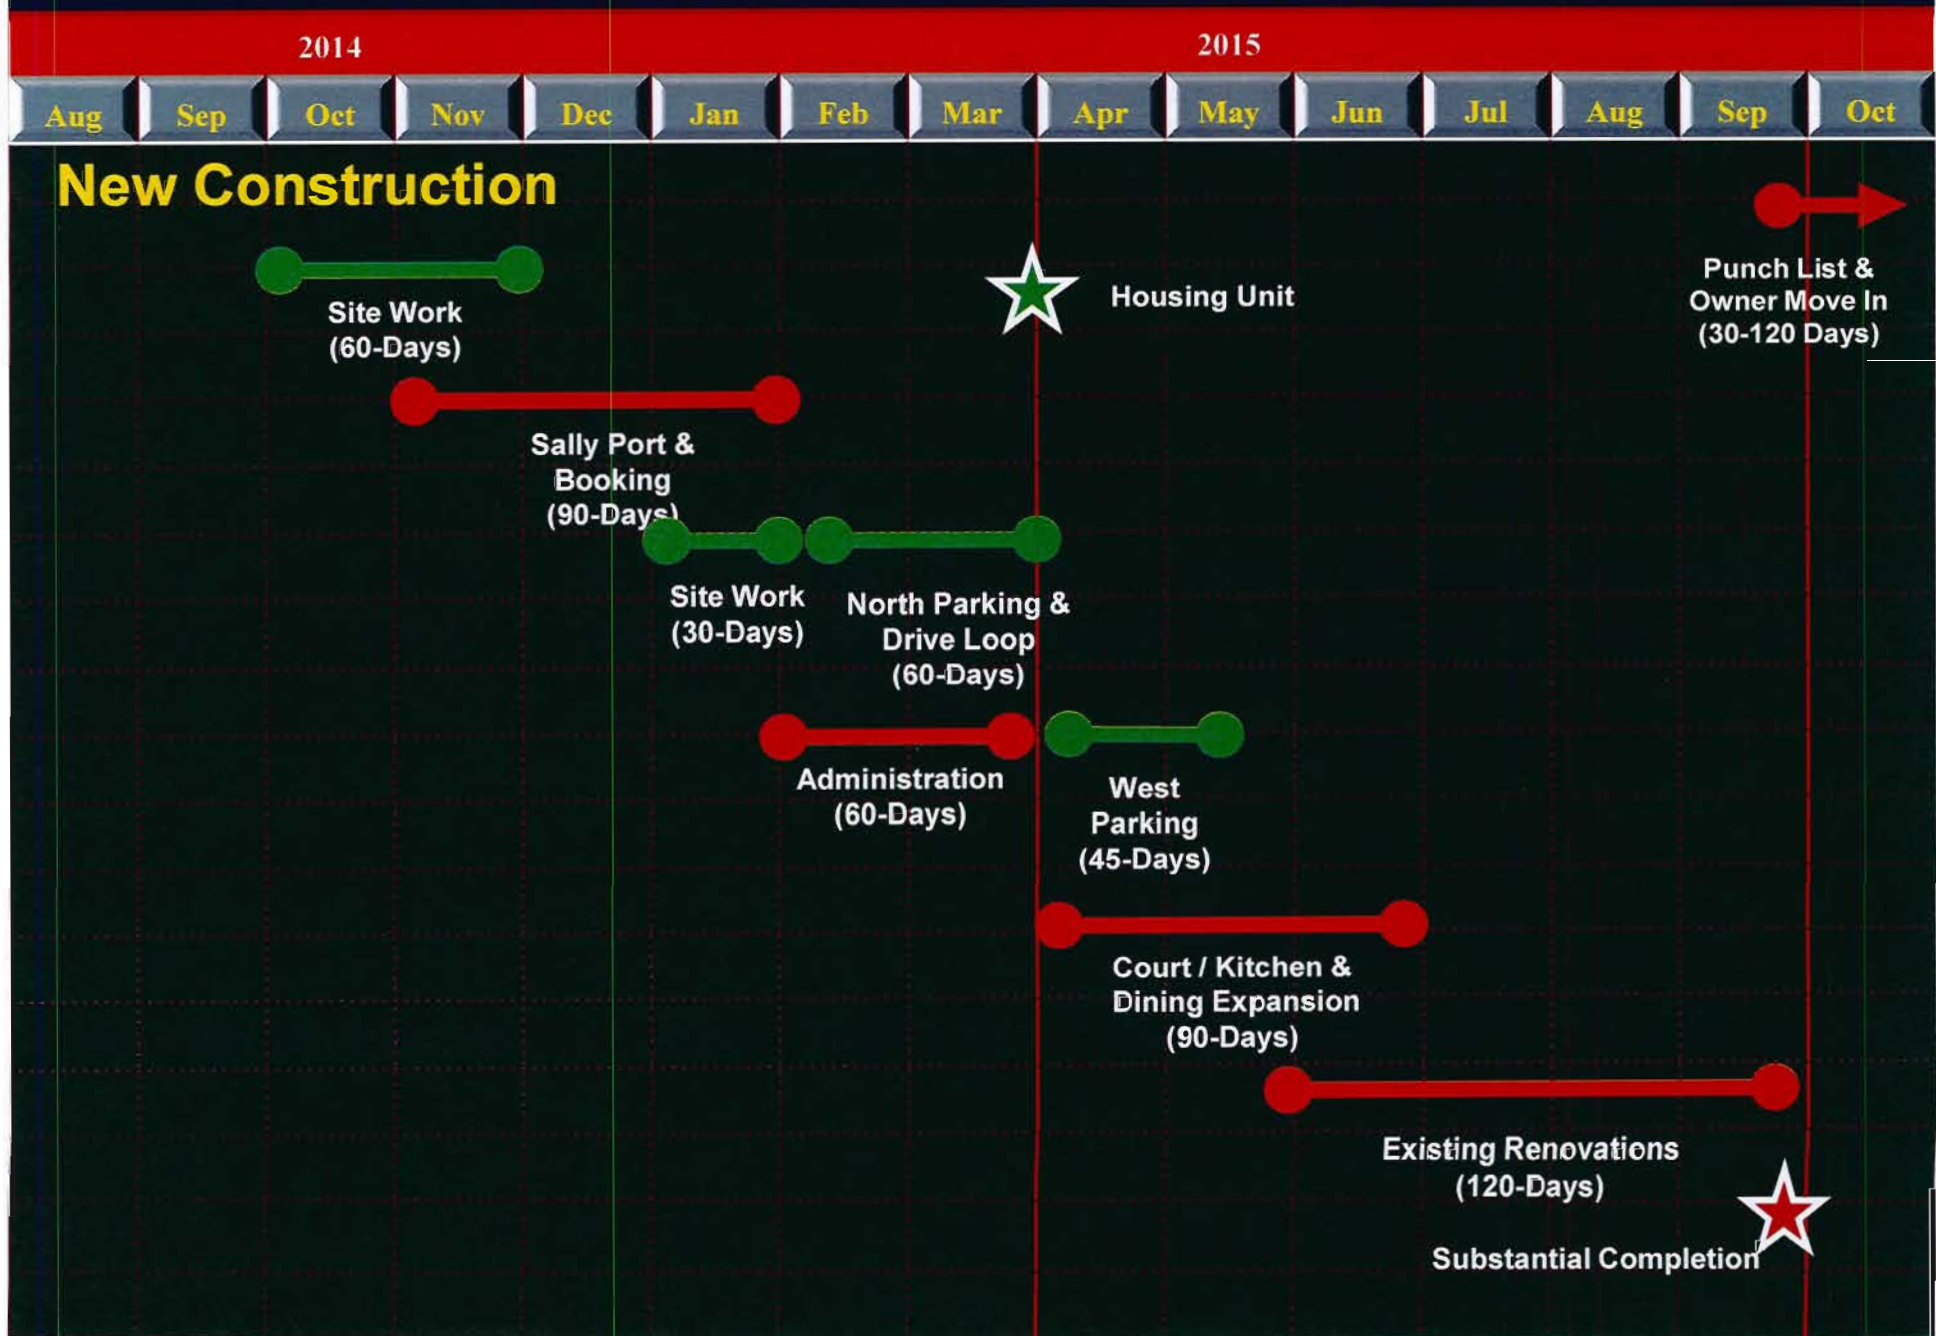 2014 2015
Aug Sep Oct Nov Dec Jan Feb Mar Apr May Jun Jul Aug Sep Oct
New Construction
Site Work
(60-Days)
Housing Unit
Punch List &
Owner Move In
(30-120 Days)
Sally Port &
Booking
(90-Days)
Site Work
(30-Days)
North Parking &
Drive Loop
(60-Days)
Administration
(60-Days)
West
Parking
(45-Days)
Court / Kitchen &
Dining Expansion
(90-Days)
Existing Renovations
(120-Days)
Substantial Completion